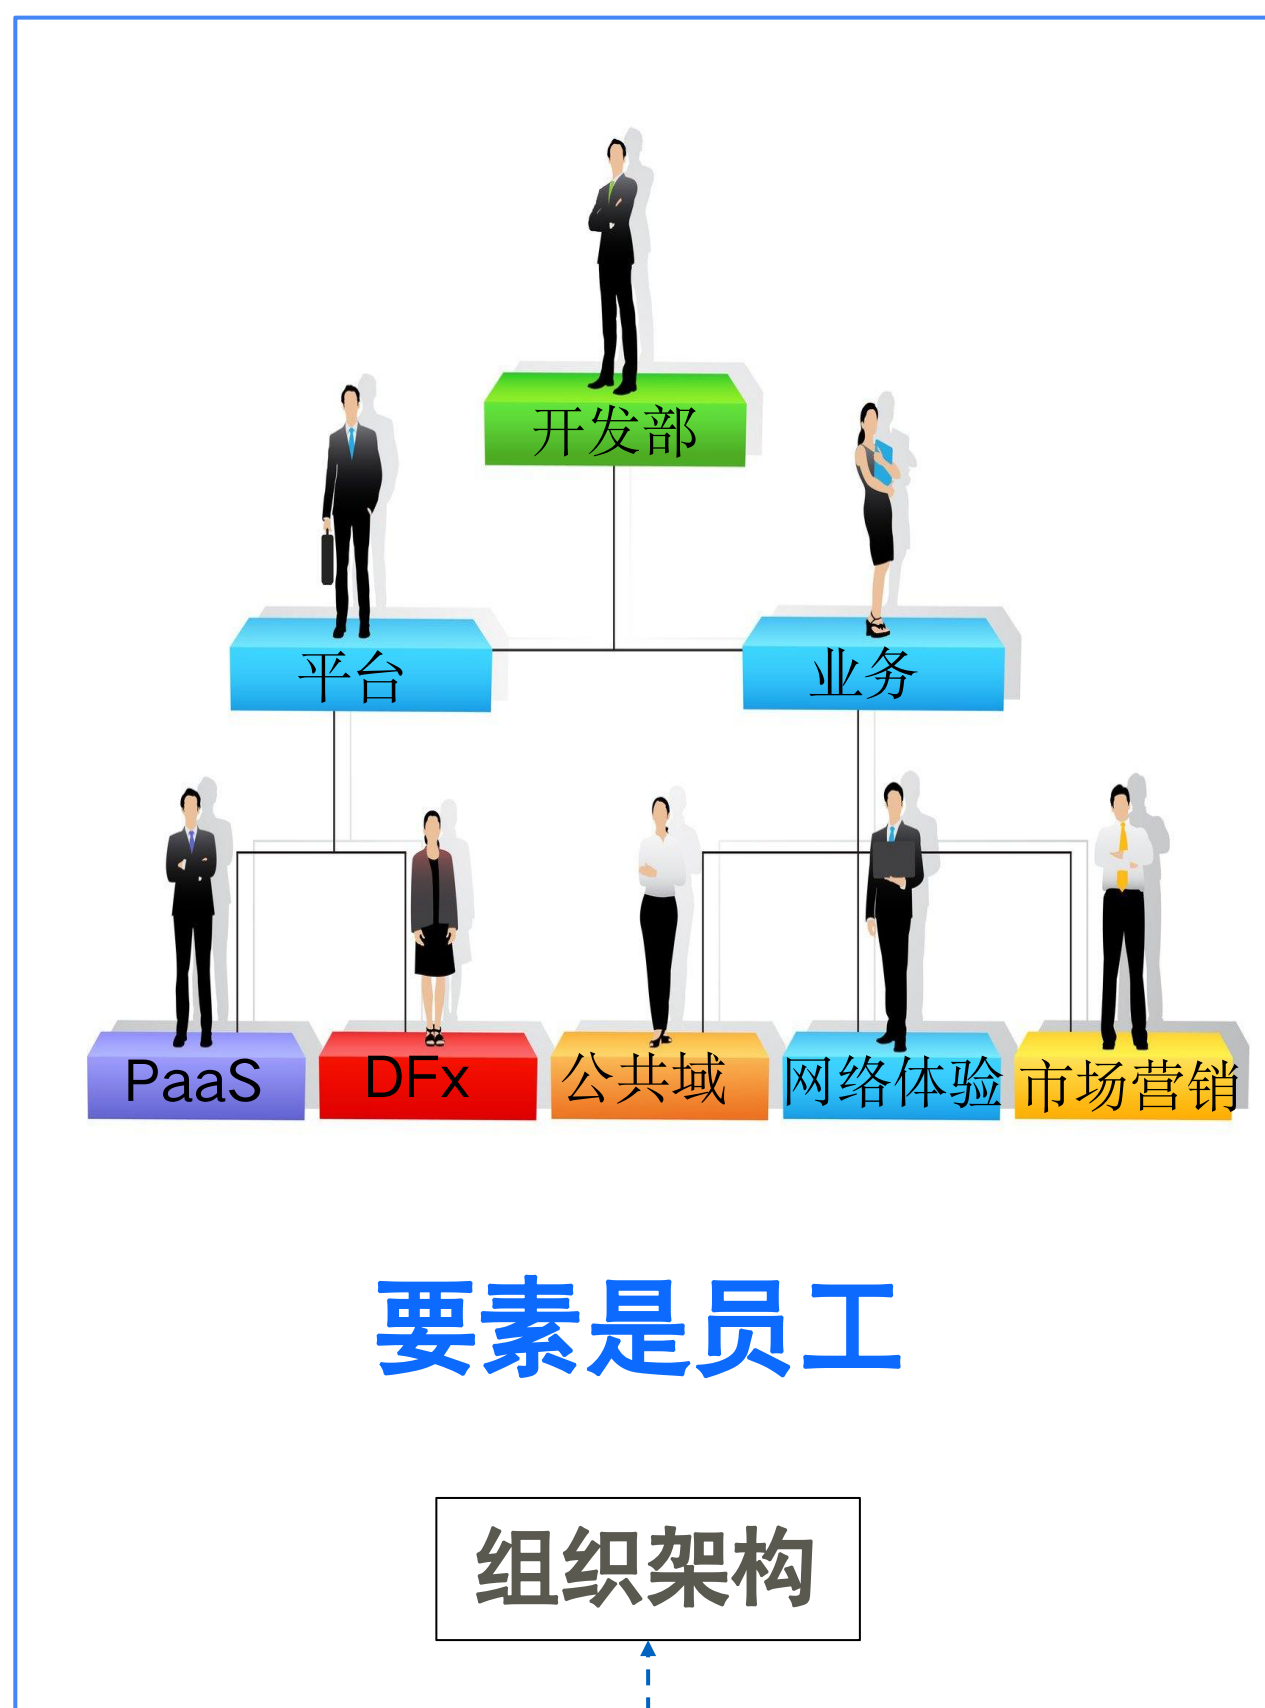 开发部
平台
业务
PaaS
DFx
公共域
网络体验
市场营销
要素是员工
组织架构